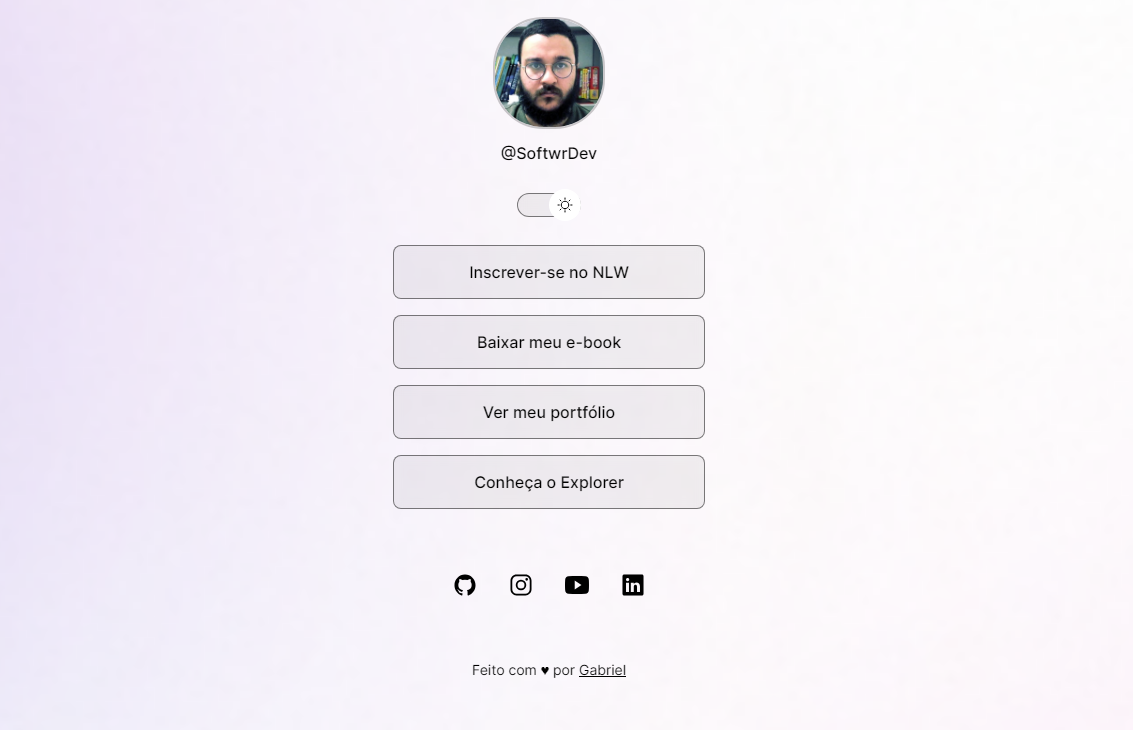 @SoftwrDev
Inscrever-se no NLW
Baixar meu e-book
Ver meu portfólio
Conheça o Explorer
Feito com ♥ por Gabriel